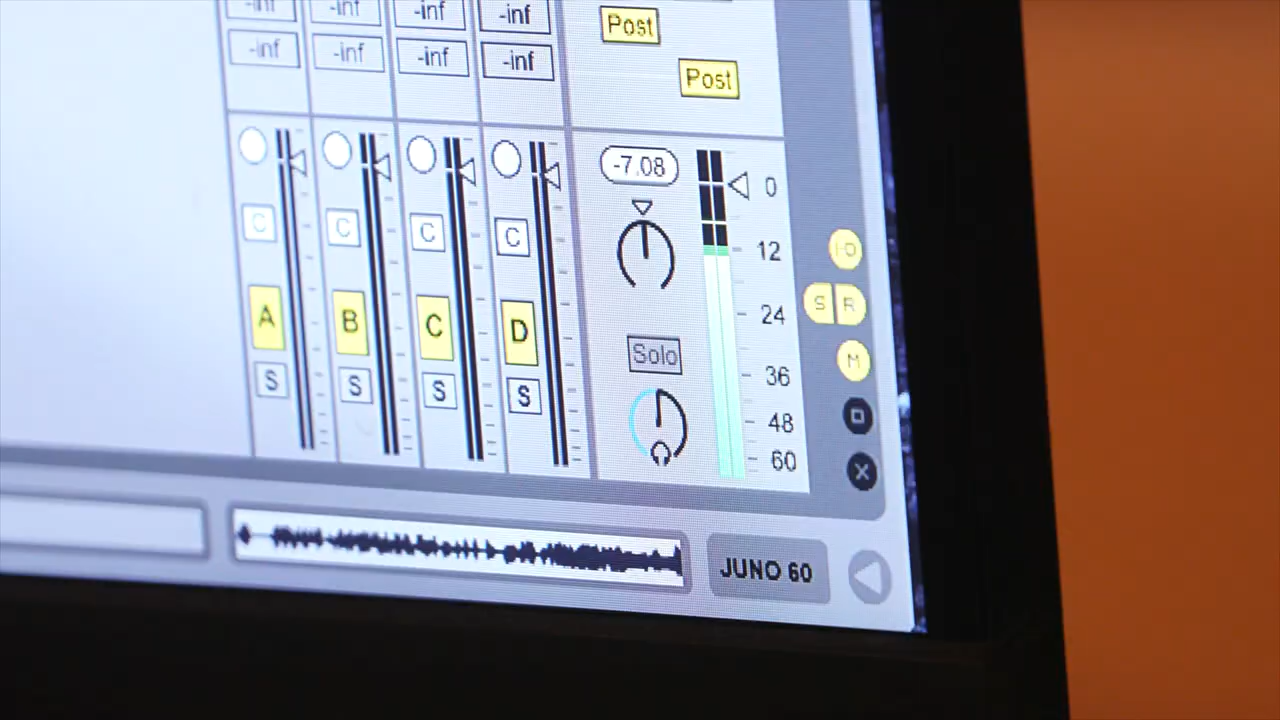 -inf -inf -inf -inf
Post
-inf -inf -inf -inf
Post
-7.08
0
C C C C
12
I-O
24
S R
A B C D
Solo
36
M
S S S S
48
60
JUNO 60